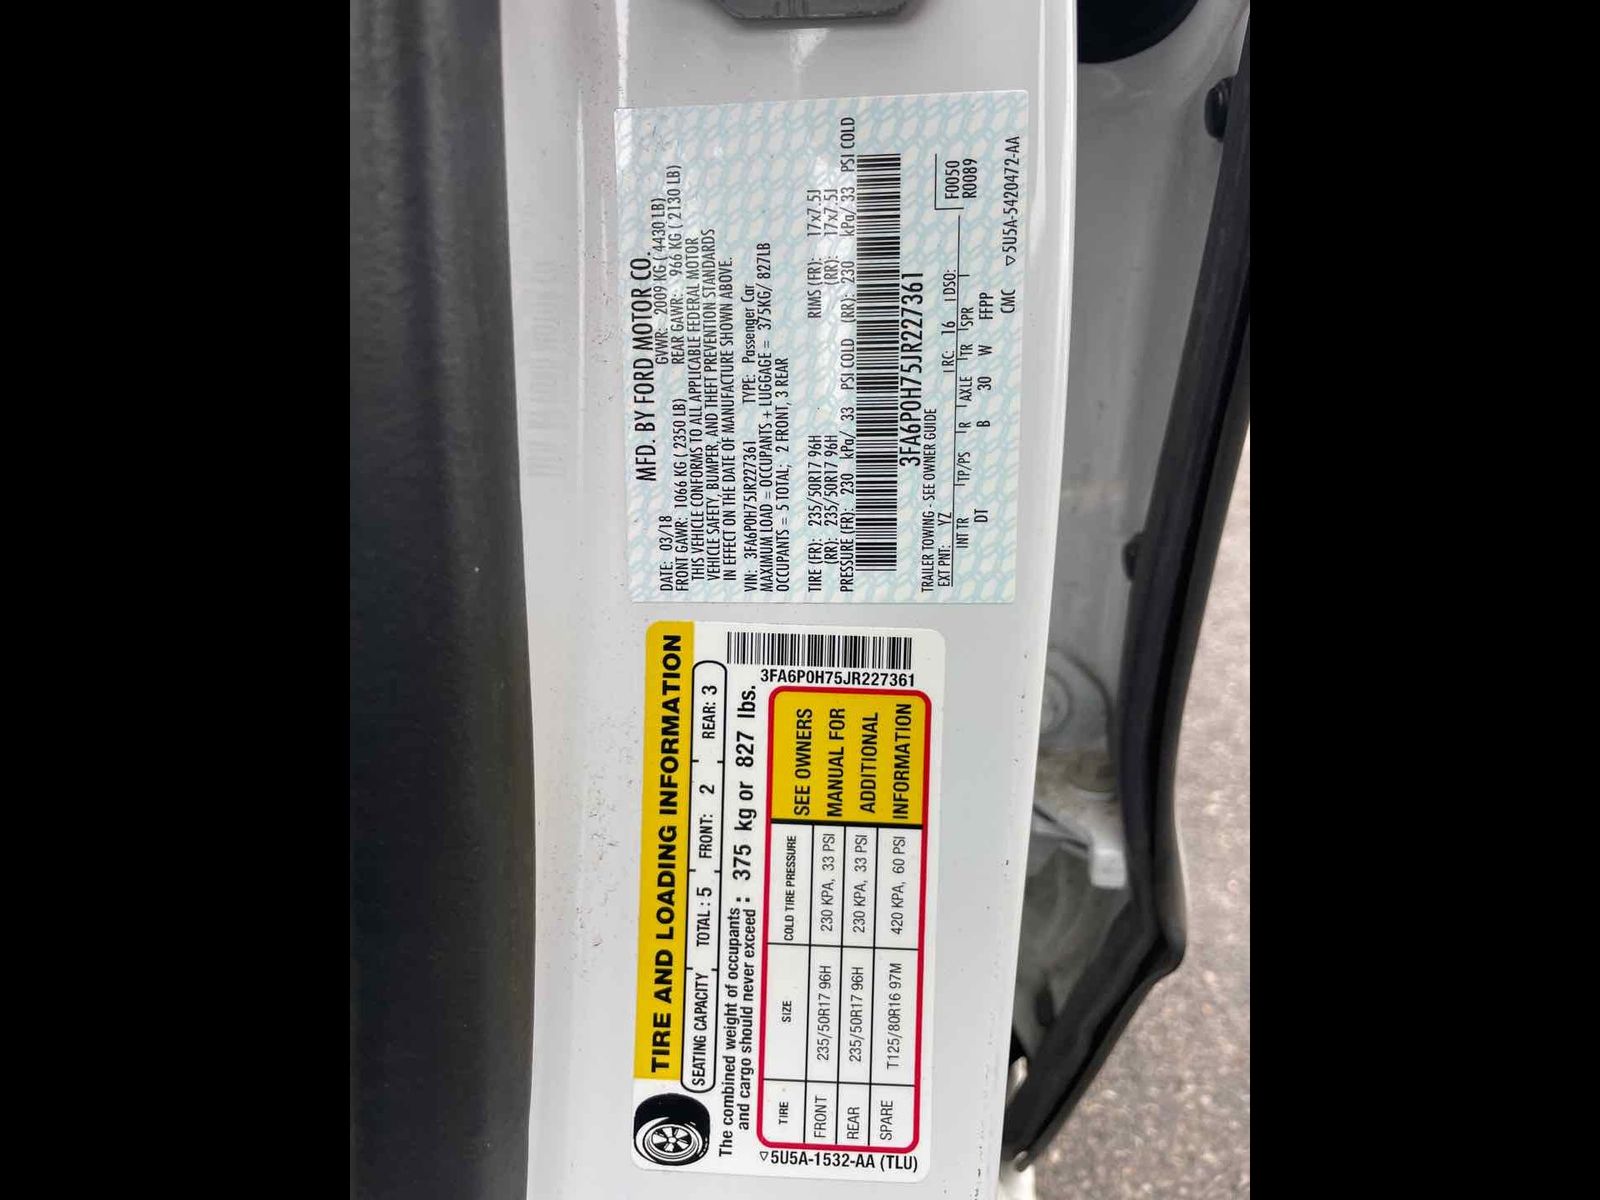 MFD. BY FORD MOTOR CO.
DATE: 03/18 GVWR: 2009 KG ( 4430 LB)
FRONT GAWR: 1066 KG ( 2350 LB) REAR GAWR: 966 KG ( 2130 LB)
THIS VEHICLE CONFORMS TO ALL APPLICABLE FEDERAL MOTOR
VEHICLE SAFETY, BUMPER, AND THEFT PREVENTION STANDARDS
IN EFFECT ON THE DATE OF MANUFACTURE SHOWN ABOVE.
VIN: 3FA6P0H75JR227361 TYPE: Passenger Car
MAXIMUM LOAD = OCCUPANTS + LUGGAGE = 375KG/ 827LB
OCCUPANTS = 5 TOTAL; 2 FRONT, 3 REAR
TIRE (FR): 235/50R17 96H RIMS (FR): 17x7.5J
(RR): 235/50R17 96H (RR): 17x7.5J
PRESSURE (FR): 230 kPa/ 33 PSI COLD (RR): 230 kPa/ 33 PSI COLD
3FA6P0H75JR227361
TRAILER TOWING - SEE OWNER GUIDE
F0050
R0089
EXT PNT: YZ RC: 16 DSO:
INT TR TP/PS R AXLE TR SPR
DT B 30 W FFPP
CMC ▽5U5A-5420472-AA
TIRE AND LOADING INFORMATION
SEATING CAPACITY TOTAL : 5 FRONT: 2 REAR: 3
The combined weight of occupants
and cargo should never exceed : 375 kg or 827 lbs.
3FA6P0H75JR227361
TIRE SIZE COLD TIRE PRESSURE
FRONT 235/50R17 96H 230 KPA, 33 PSI
REAR 235/50R17 96H 230 KPA, 33 PSI
SPARE T125/80R16 97M 420 KPA, 60 PSI
SEE OWNERS
MANUAL FOR
ADDITIONAL
INFORMATION
▽5U5A-1532-AA (TLU)